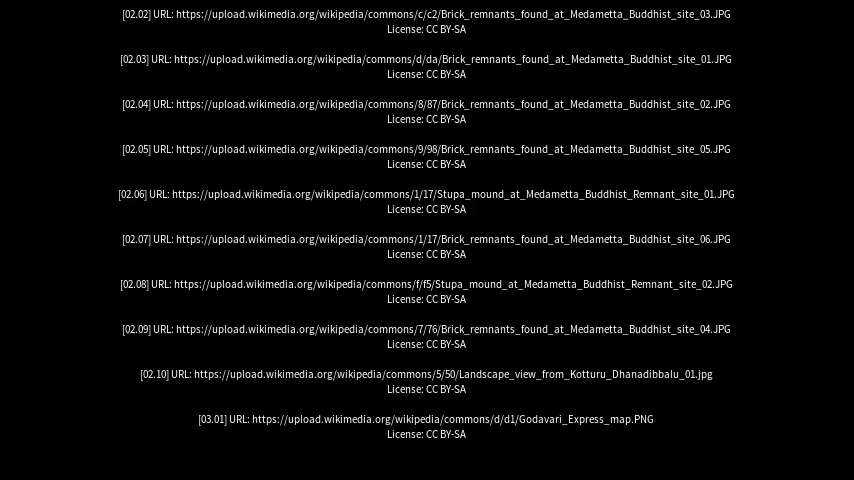 [02.02] URL: https://upload.wikimedia.org/wikipedia/commons/c/c2/Brick_remnants_found_at_Medametta_Buddhist_site_03.JPG
License: CC BY-SA
[02.03] URL: https://upload.wikimedia.org/wikipedia/commons/d/da/Brick_remnants_found_at_Medametta_Buddhist_site_01.JPG
License: CC BY-SA
[02.04] URL: https://upload.wikimedia.org/wikipedia/commons/8/87/Brick_remnants_found_at_Medametta_Buddhist_site_02.JPG
License: CC BY-SA
[02.05] URL: https://upload.wikimedia.org/wikipedia/commons/9/98/Brick_remnants_found_at_Medametta_Buddhist_site_05.JPG
License: CC BY-SA
[02.06] URL: https://upload.wikimedia.org/wikipedia/commons/1/17/Stupa_mound_at_Medametta_Buddhist_Remnant_site_01.JPG
License: CC BY-SA
[02.07] URL: https://upload.wikimedia.org/wikipedia/commons/1/17/Brick_remnants_found_at_Medametta_Buddhist_site_06.JPG
License: CC BY-SA
[02.08] URL: https://upload.wikimedia.org/wikipedia/commons/f/f5/Stupa_mound_at_Medametta_Buddhist_Remnant_site_02.JPG
License: CC BY-SA
[02.09] URL: https://upload.wikimedia.org/wikipedia/commons/7/76/Brick_remnants_found_at_Medametta_Buddhist_site_04.JPG
License: CC BY-SA
[02.10] URL: https://upload.wikimedia.org/wikipedia/commons/5/50/Landscape_view_from_Kotturu_Dhanadibbalu_01.jpg
License: CC BY-SA
[03.01] URL: https://upload.wikimedia.org/wikipedia/commons/d/d1/Godavari_Express_map.PNG
License: CC BY-SA